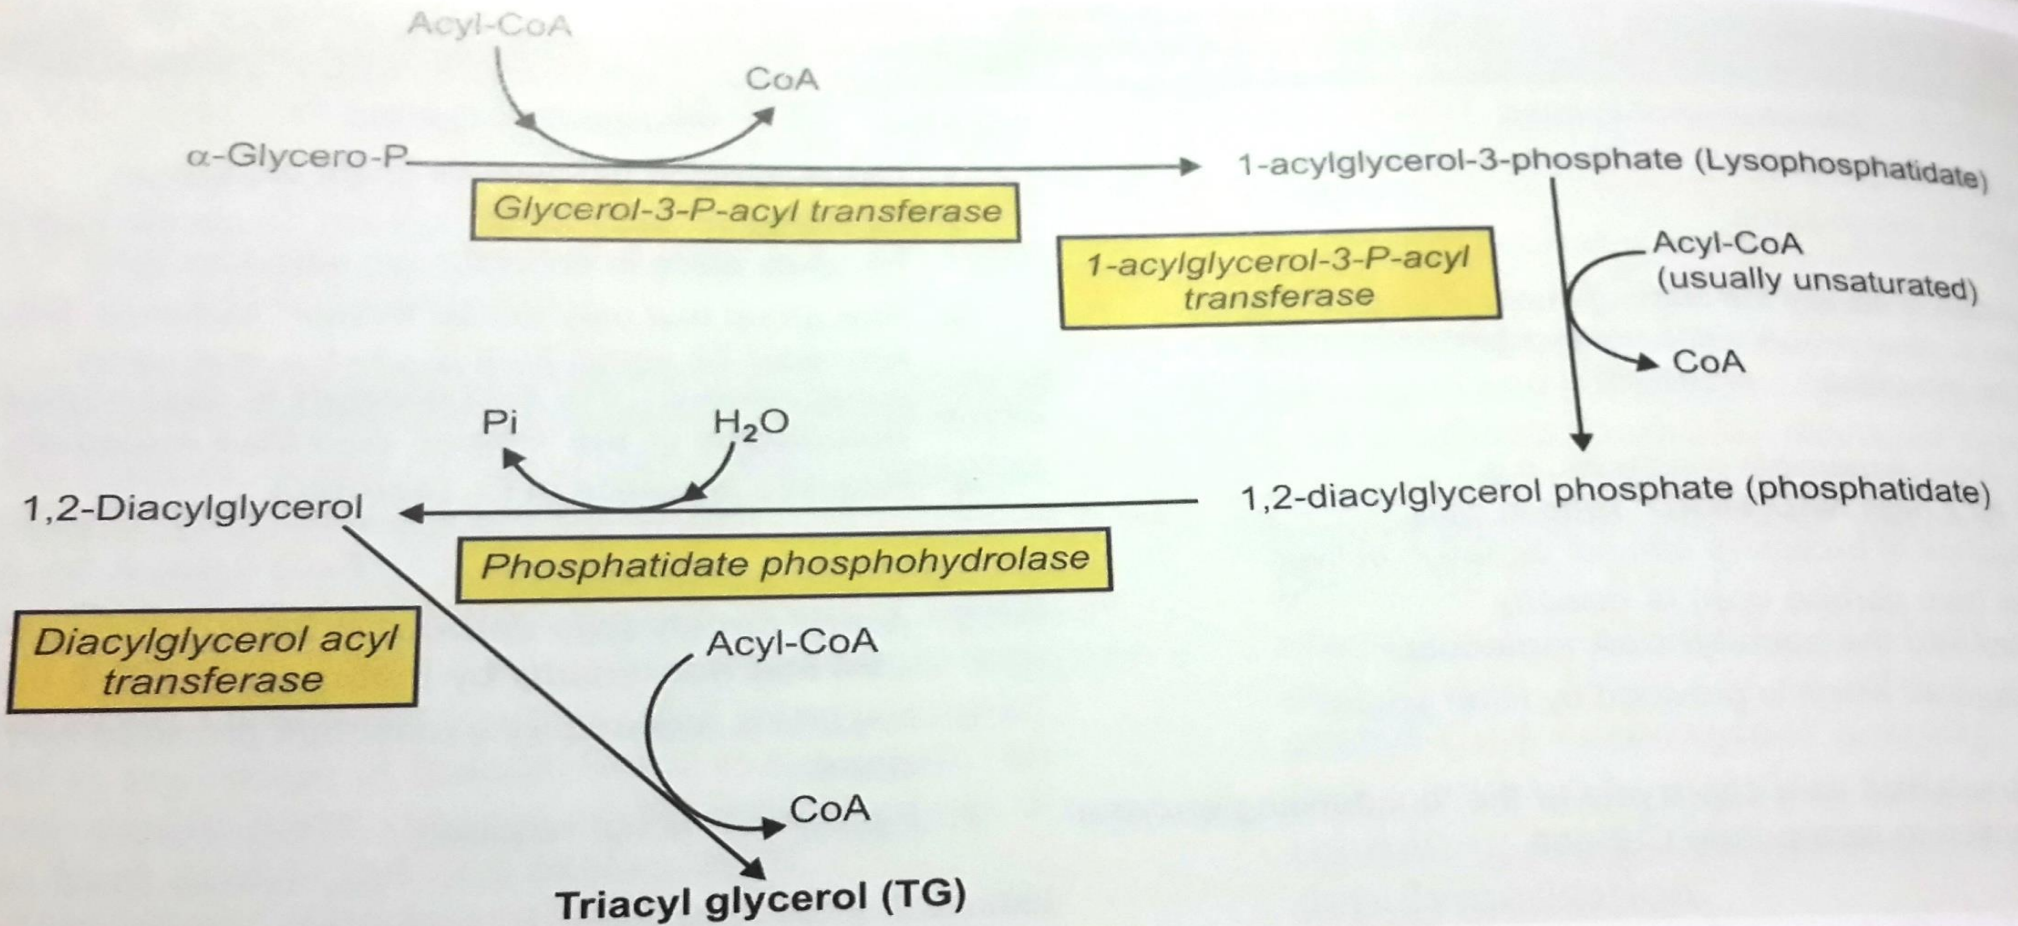 Acyl-CoA
CoA
α-Glycero-P
1-acylglycerol-3-phosphate (Lysophosphatidate)
Glycerol-3-P-acyl transferase
1-acylglycerol-3-P-acyl
transferase
Acyl-CoA
(usually unsaturated)
CoA
Pi
H₂O
1,2-Diacylglycerol
1,2-diacylglycerol phosphate (phosphatidate)
Phosphatidate phosphohydrolase
Diacylglycerol acyl
transferase
Acyl-CoA
CoA
Triacyl glycerol (TG)